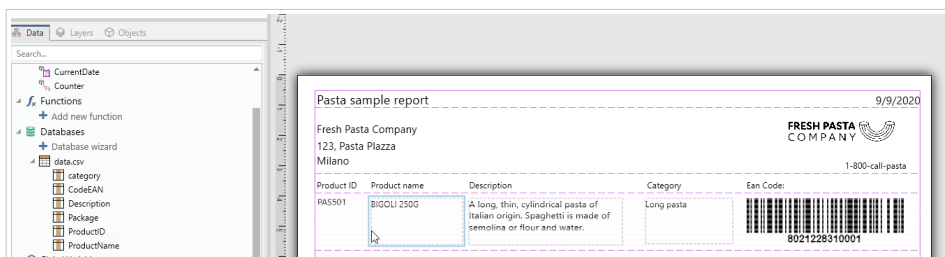 Data Layers Objects
Search...
CurrentDate
Counter
Functions
Add new function
Databases
Database wizard
data.csv
category
CodeEAN
Description
Package
ProductID
ProductName
Pasta sample report 9/9/2020
Fresh Pasta Company
123, Pasta Plazza
Milano
FRESH PASTA
COMPANY
1-800-call-pasta
Product ID Product name Description Category Ean Code:
PAS501 BIGOLI 250G A long, thin, cylindrical pasta of Long pasta
Italian origin. Spaghetti is made of
semolina or flour and water.
8021228310001